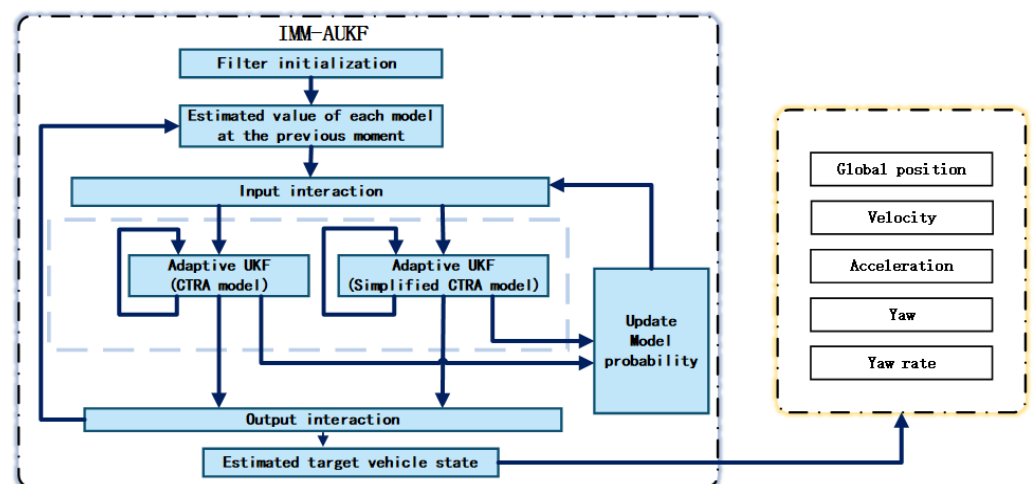 IMM-AUKF
Filter initialization
Estimated value of each model
at the previous moment
Input interaction
Adaptive UKF
(CTRA model)
Adaptive UKF
(Simplified CTRA model)
Update
Model
probability
Output interaction
Estimated target vehicle state
Global position
Velocity
Acceleration
Yaw
Yaw rate